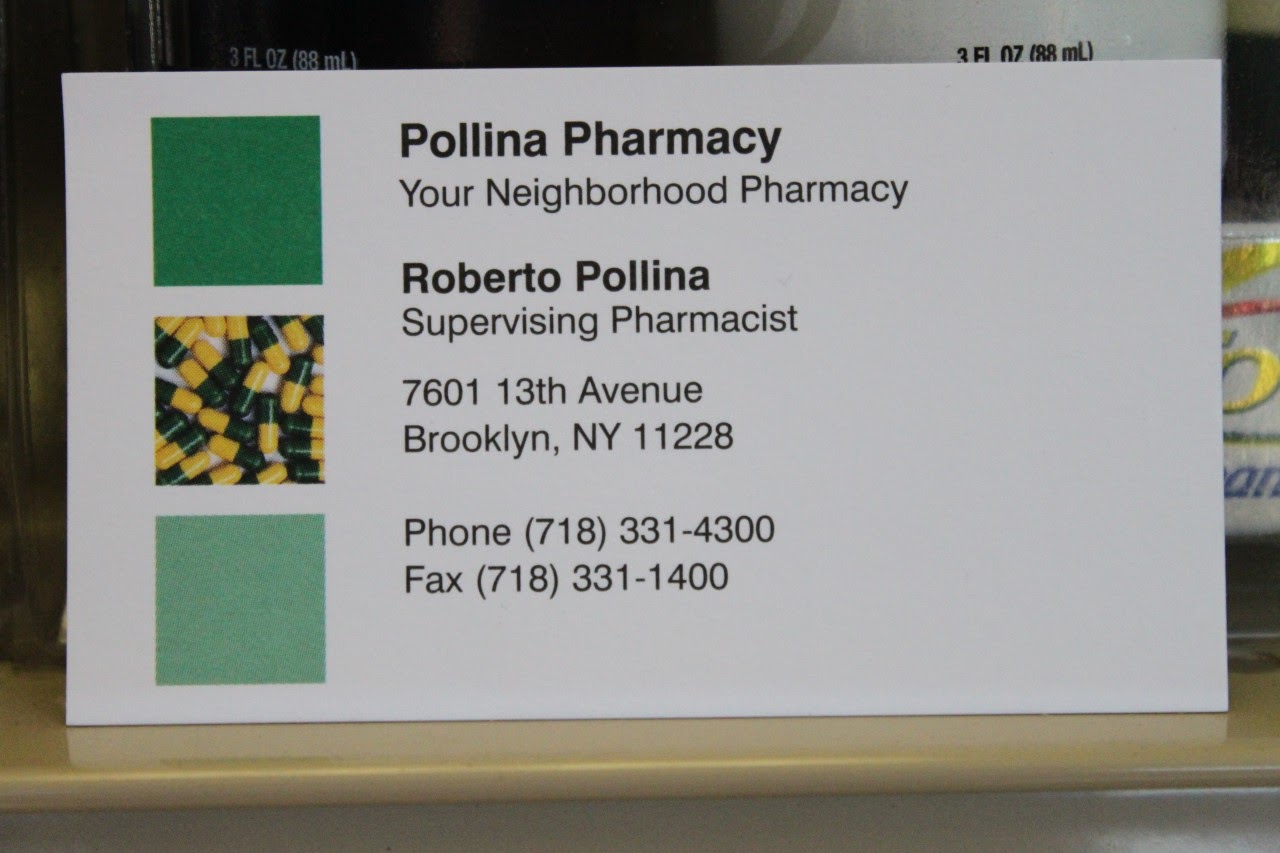 3 FL OZ (88 mL)
3 FL OZ (88 mL)
Pollina Pharmacy
Your Neighborhood Pharmacy
Roberto Pollina
Supervising Pharmacist
7601 13th Avenue
Brooklyn, NY 11228
Phone (718) 331-4300
Fax (718) 331-1400